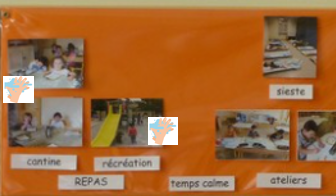 sieste
cantine
récréation
REPAS
temps calme
ateliers